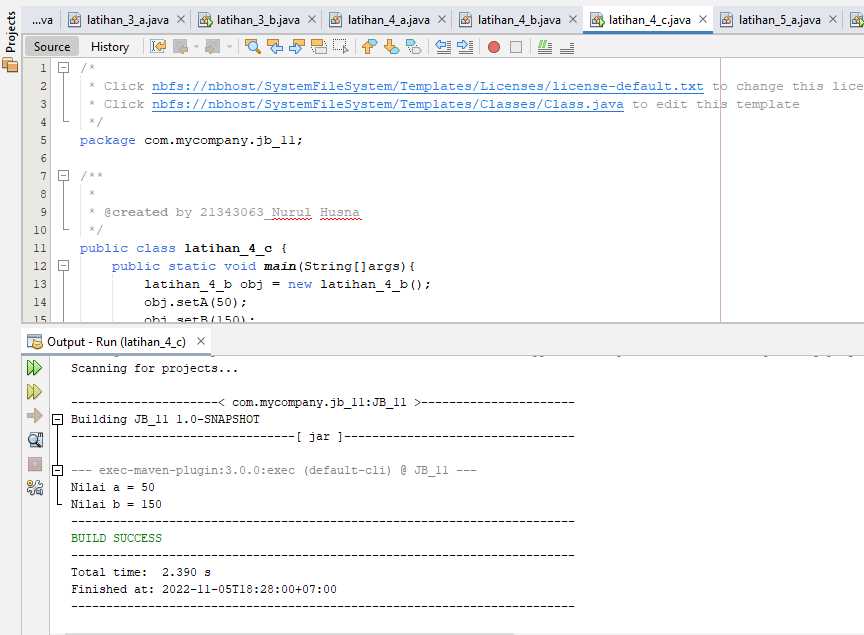 Projects
...va latihan_3_a.java × latihan_3_b.java × latihan_4_a.java × latihan_4_b.java × latihan_4_c.java × latihan_5_a.java ×
Source History
1 /*
2 * Click nbfs://nbhost/SystemFileSystem/Templates/Licenses/license-default.txt to change this lice
3 * Click nbfs://nbhost/SystemFileSystem/Templates/Classes/Class.java to edit this template
4 */
5 package com.mycompany.jb_11;
6
7 /**
8 *
9 * @created by 21343063_Nurul Husna
10 */
11 public class latihan_4_c {
12 public static void main(String[]args){
13 latihan_4_b obj = new latihan_4_b();
14 obj.setA(50);
15 obj.setB(150);
Output - Run (latihan_4_c) ×
Scanning for projects...
---------------------< com.mycompany.jb_11:JB_11 >----------------------
Building JB_11 1.0-SNAPSHOT
--------------------------------[ jar ]---------------------------------
--- exec-maven-plugin:3.0.0:exec (default-cli) @ JB_11 ---
Nilai a = 50
Nilai b = 150
------------------------------------------------------------------------
BUILD SUCCESS
------------------------------------------------------------------------
Total time:  2.390 s
Finished at: 2022-11-05T18:28:00+07:00
------------------------------------------------------------------------